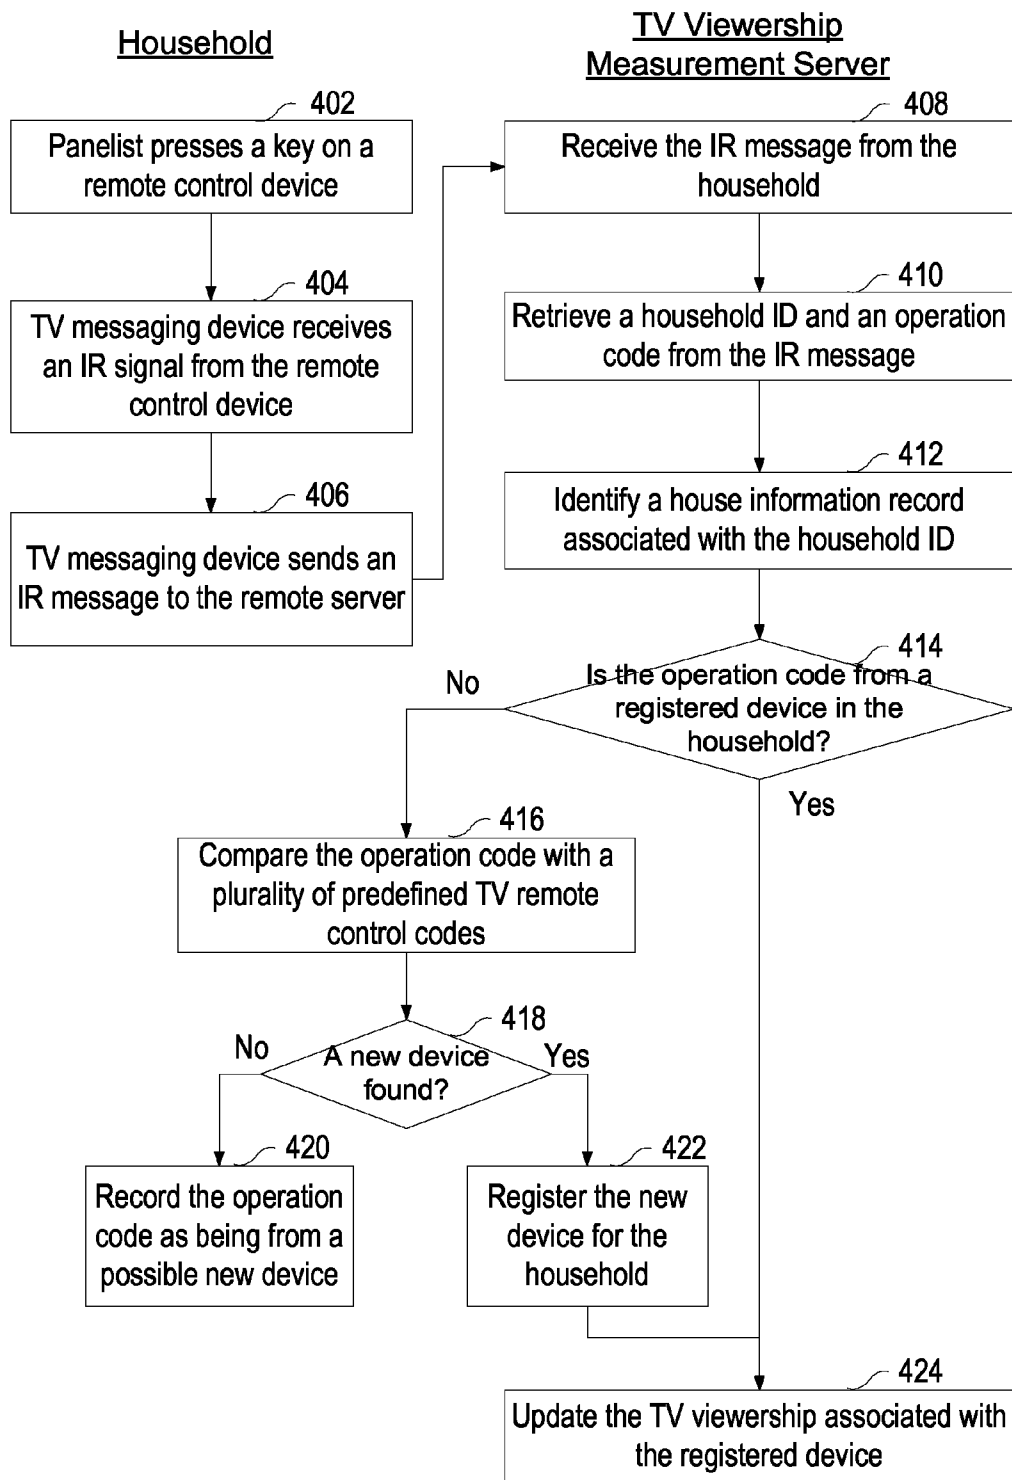 Household
402
Panelist presses a key on a
remote control device
404
TV messaging device receives
an IR signal from the remote
control device
406
TV messaging device sends an
IR message to the remote server
TV Viewership
Measurement Server
408
Receive the IR message from the
household
410
Retrieve a household ID and an operation
code from the IR message
412
Identify a house information record
associated with the household ID
414
Is the operation code from a
registered device in the
household?
No
Yes
416
Compare the operation code with a
plurality of predefined TV remote
control codes
418
A new device
found?
No
Yes
420
Record the operation
code as being from a
possible new device
422
Register the new
device for the
household
424
Update the TV viewership associated with
the registered device